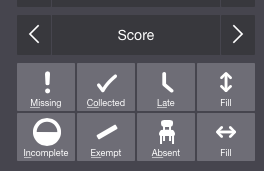 Score
Missing Collected Late Fill
Incomplete Exempt Absent Fill